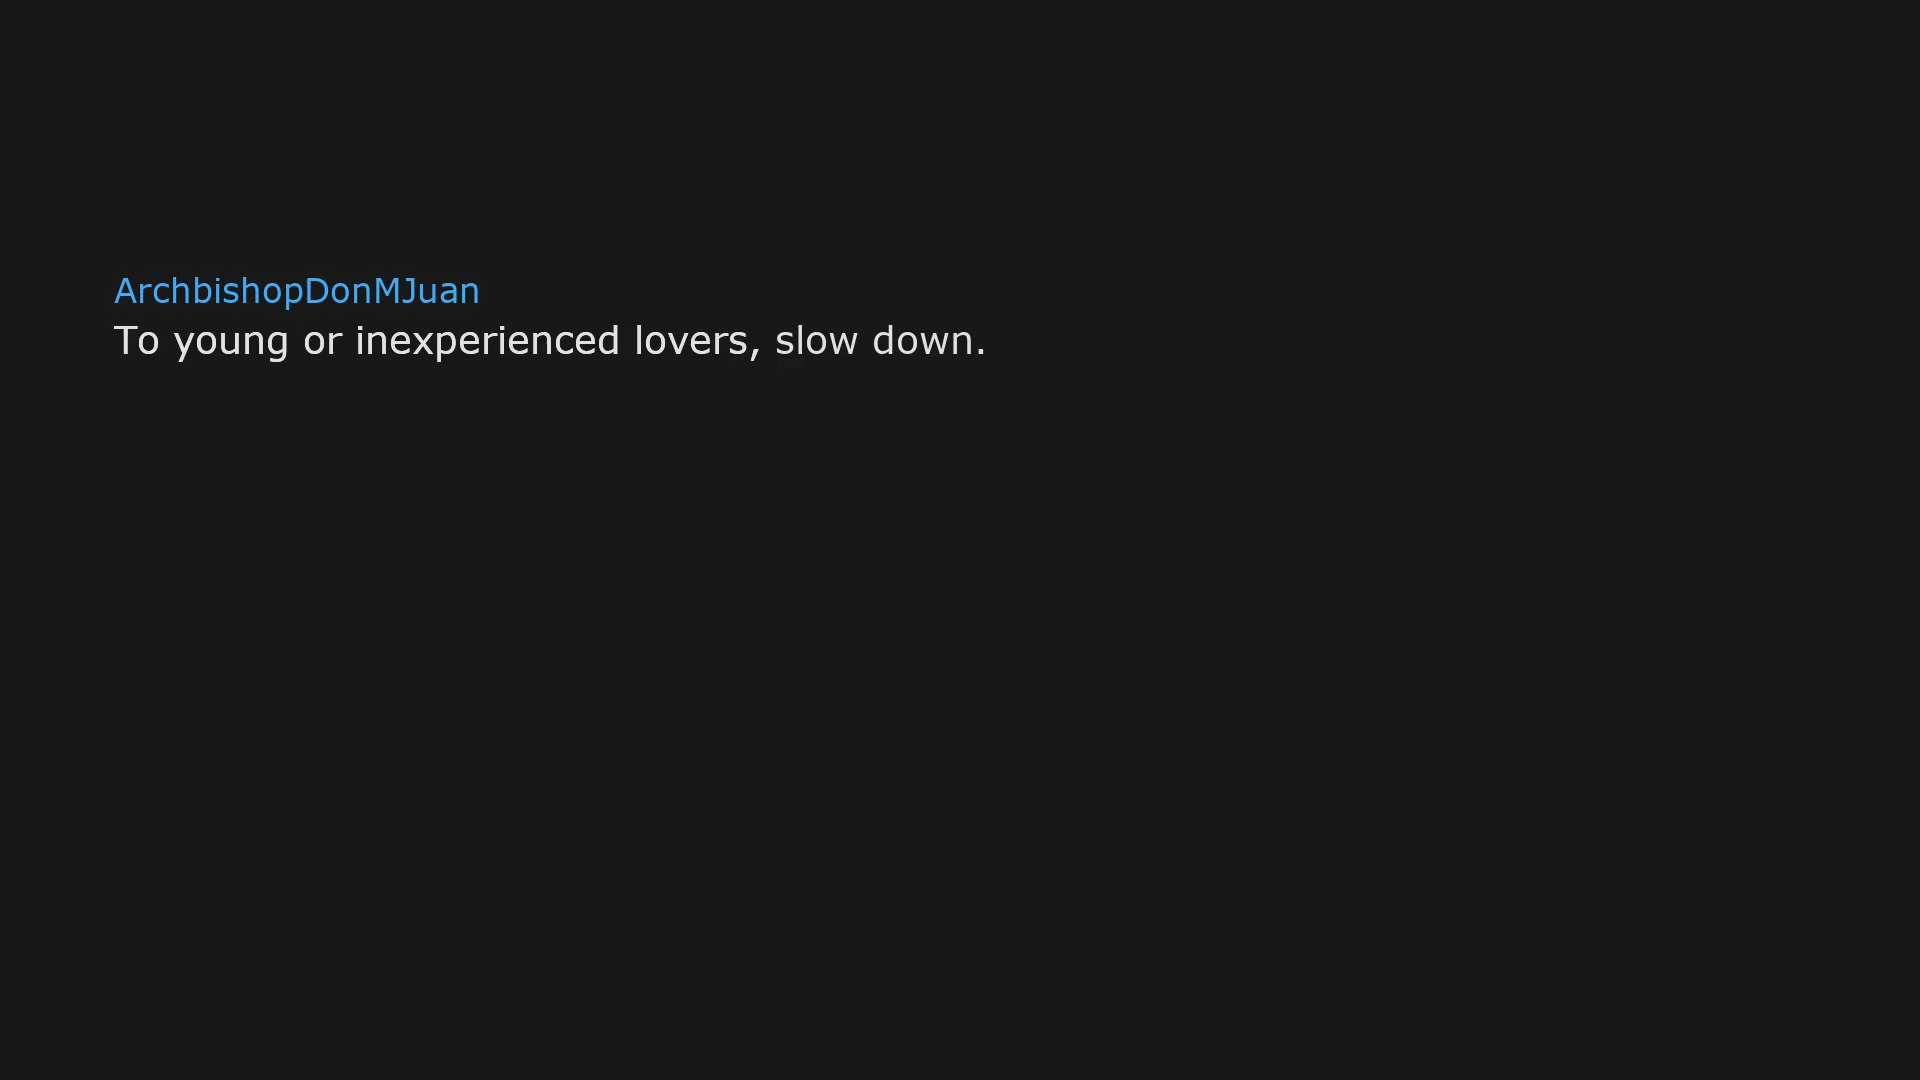 ArchbishopDonMJuan
To young or inexperienced lovers, slow down.